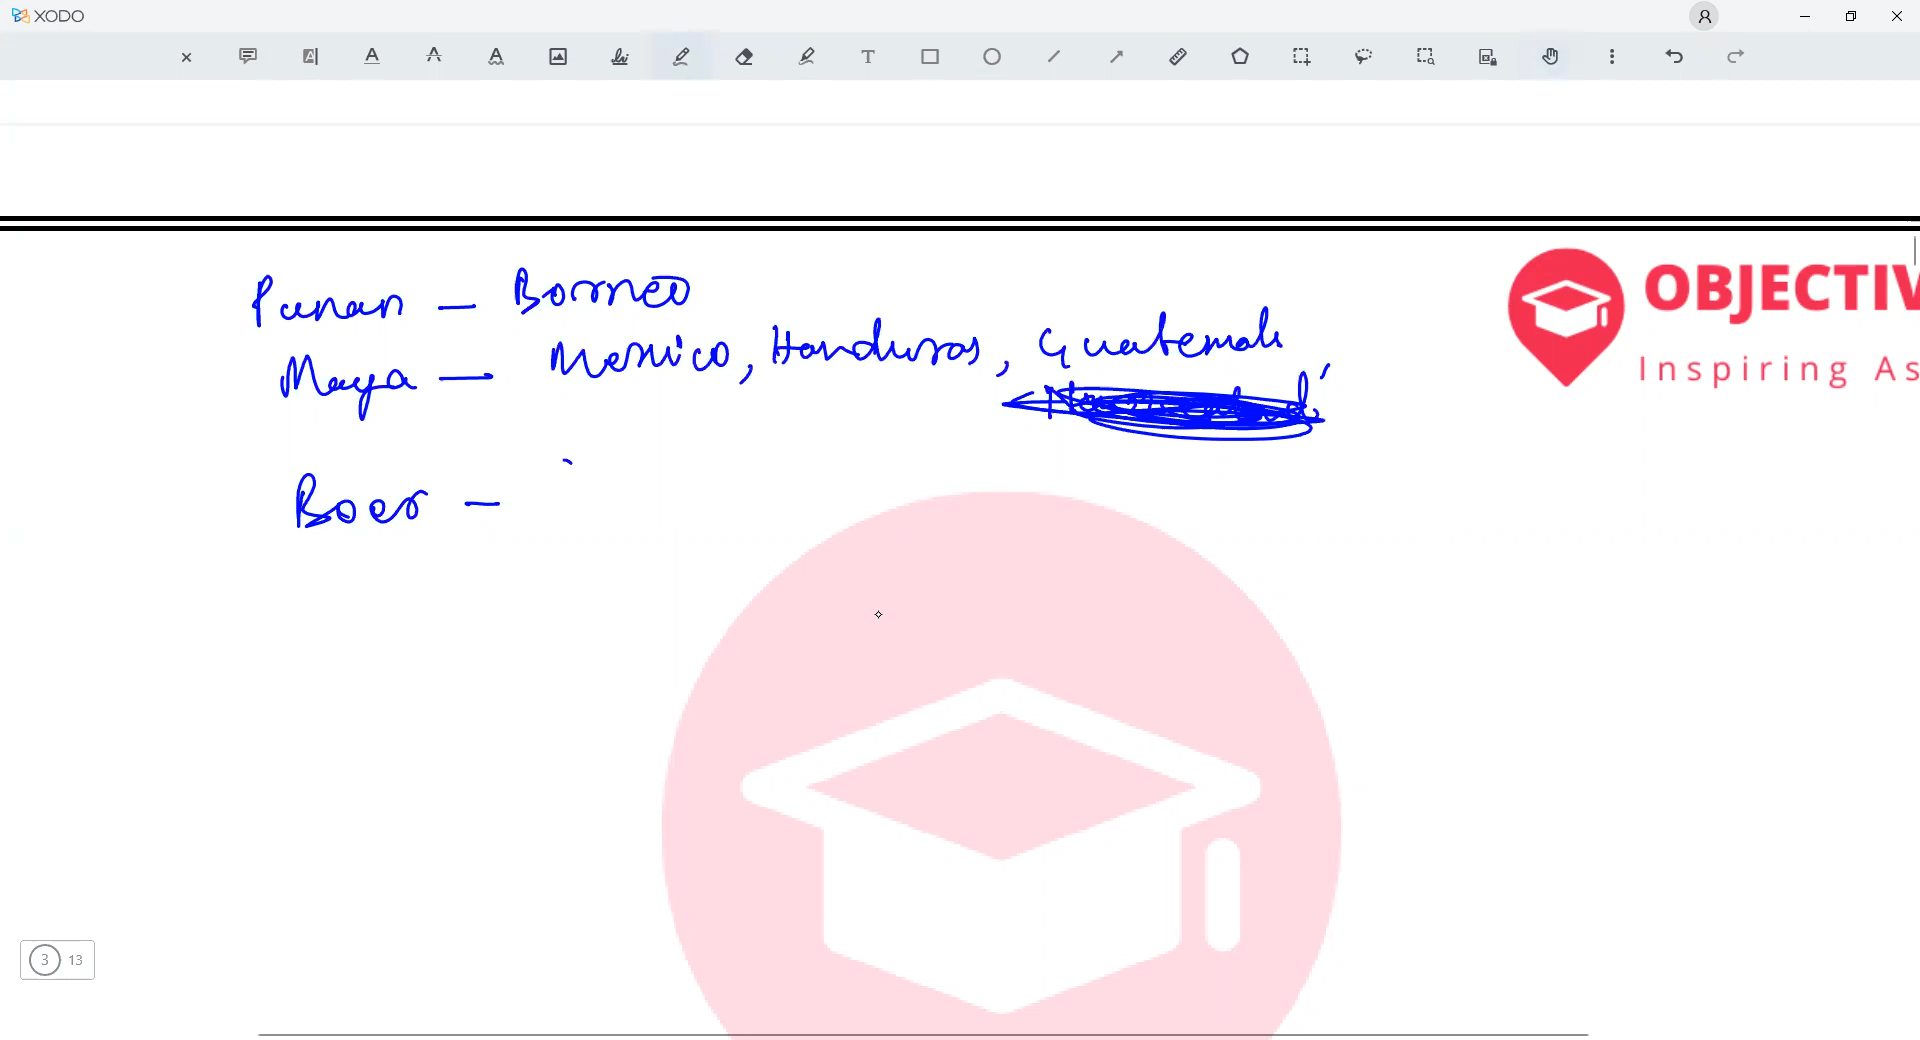 XODO
OBJECTIV
Inspiring As
Punan — Borneo
Maya — Mexico, Honduras, Guatemala
Boer —
3 13